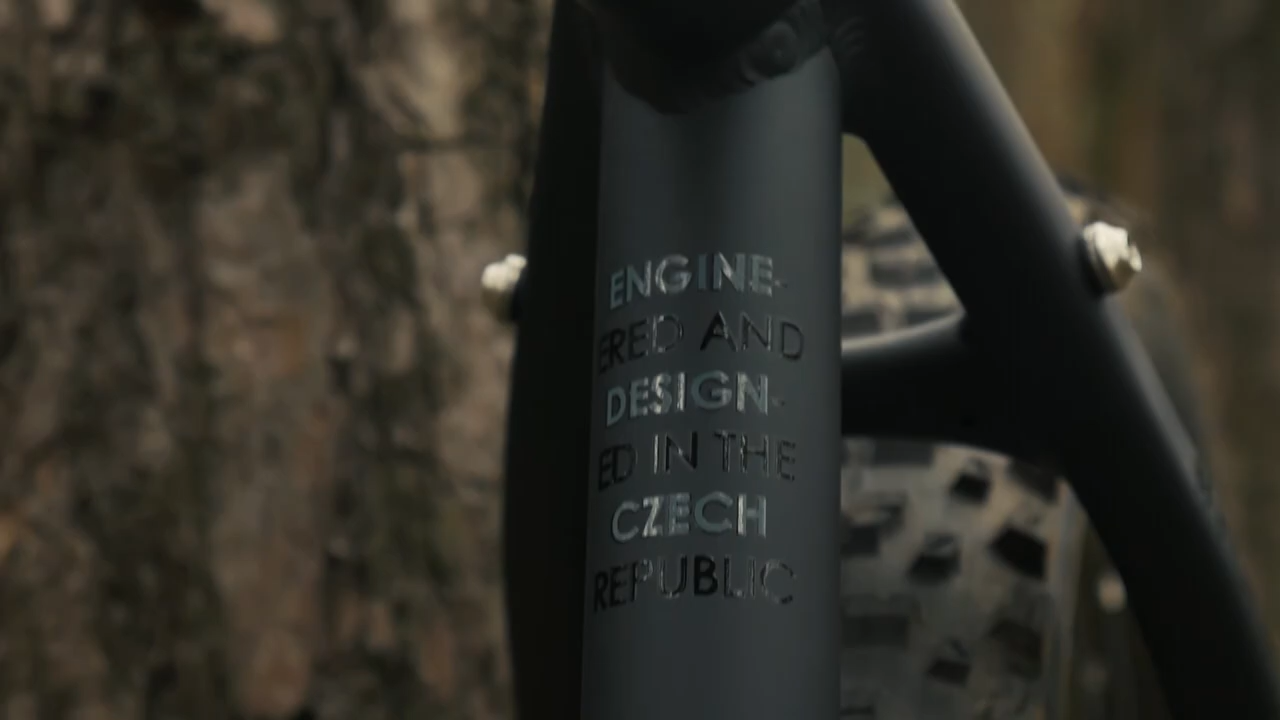 ENGINE-
ERED AND
DESIGN-
ED IN THE
CZECH
REPUBLIC